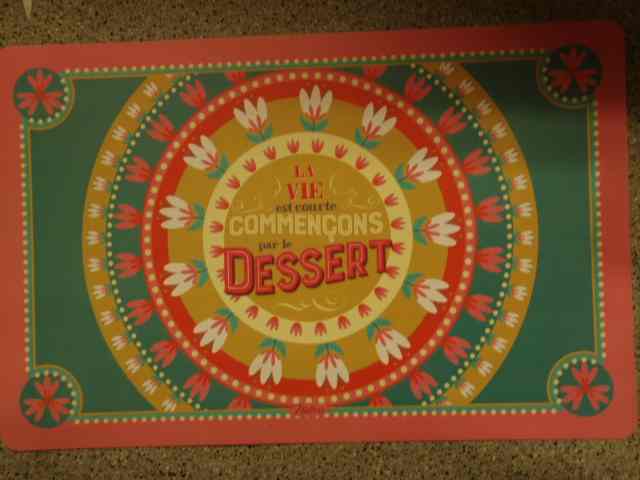 LA
VIE
est courte
COMMENÇONS
par le
DESSERT